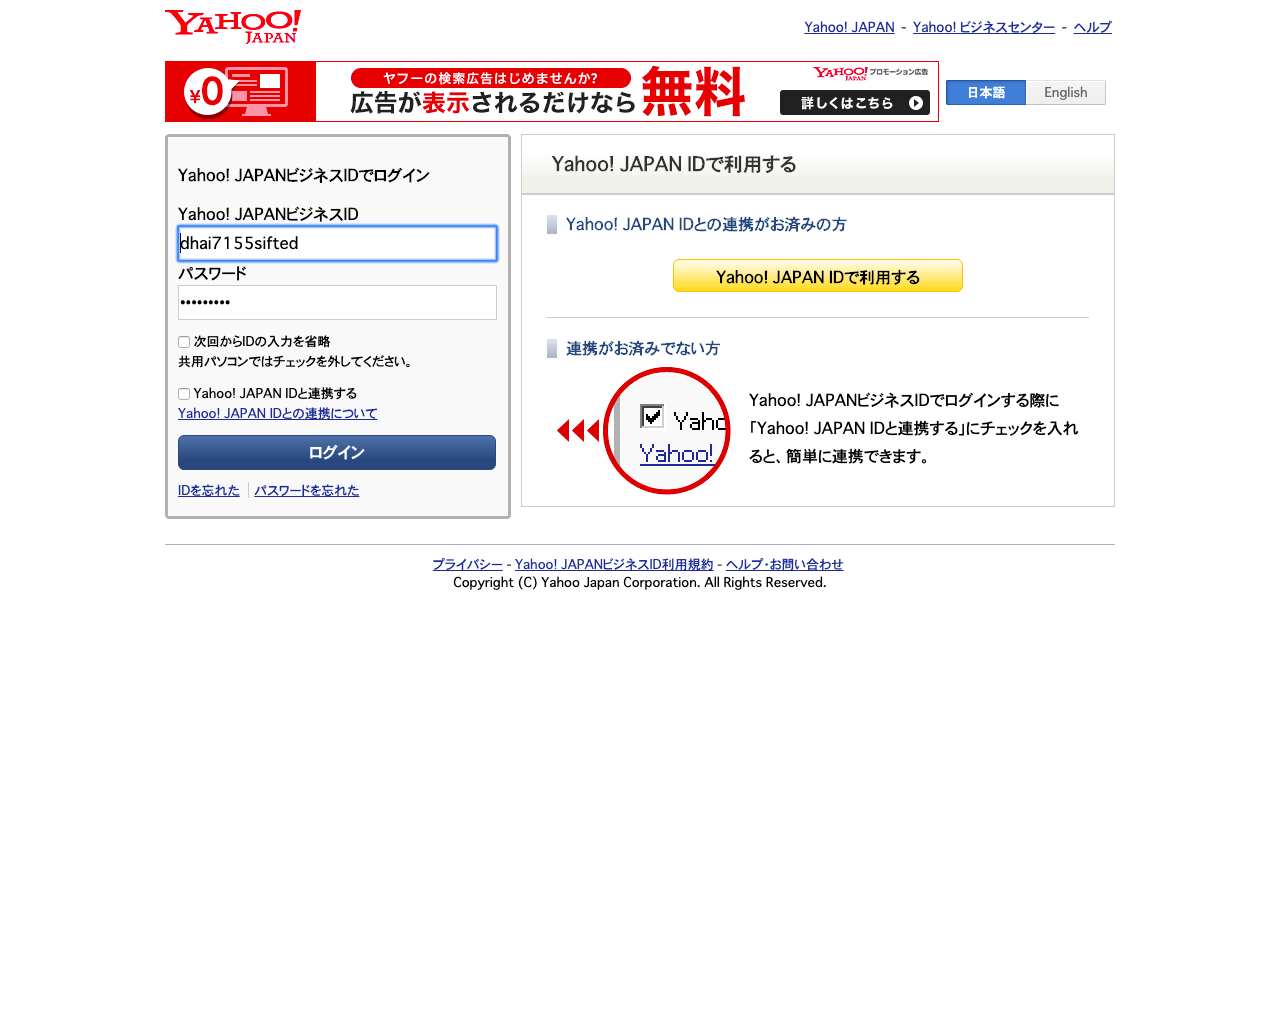 YAHOO! JAPAN
Yahoo! JAPAN - Yahoo! ビジネスセンター - ヘルプ
¥0
ヤフーの検索広告はじめませんか?
広告が表示されるだけなら無料
YAHOO! JAPAN プロモーション広告
詳しくはこちら
日本語 English
Yahoo! JAPANビジネスIDでログイン
Yahoo! JAPANビジネスID
dhai7155sifted
パスワード
•••••••••
次回からIDの入力を省略
共用パソコンではチェックを外してください。
Yahoo! JAPAN IDと連携する
Yahoo! JAPAN IDとの連携について
ログイン
IDを忘れた パスワードを忘れた
Yahoo! JAPAN IDで利用する
Yahoo! JAPAN IDとの連携がお済みの方
Yahoo! JAPAN IDで利用する
連携がお済みでない方
Yaho
Yahoo!
Yahoo! JAPANビジネスIDでログインする際に
「Yahoo! JAPAN IDと連携する」にチェックを入れ
ると、簡単に連携できます。
プライバシー - Yahoo! JAPANビジネスID利用規約 - ヘルプ・お問い合わせ
Copyright (C) Yahoo Japan Corporation. All Rights Reserved.